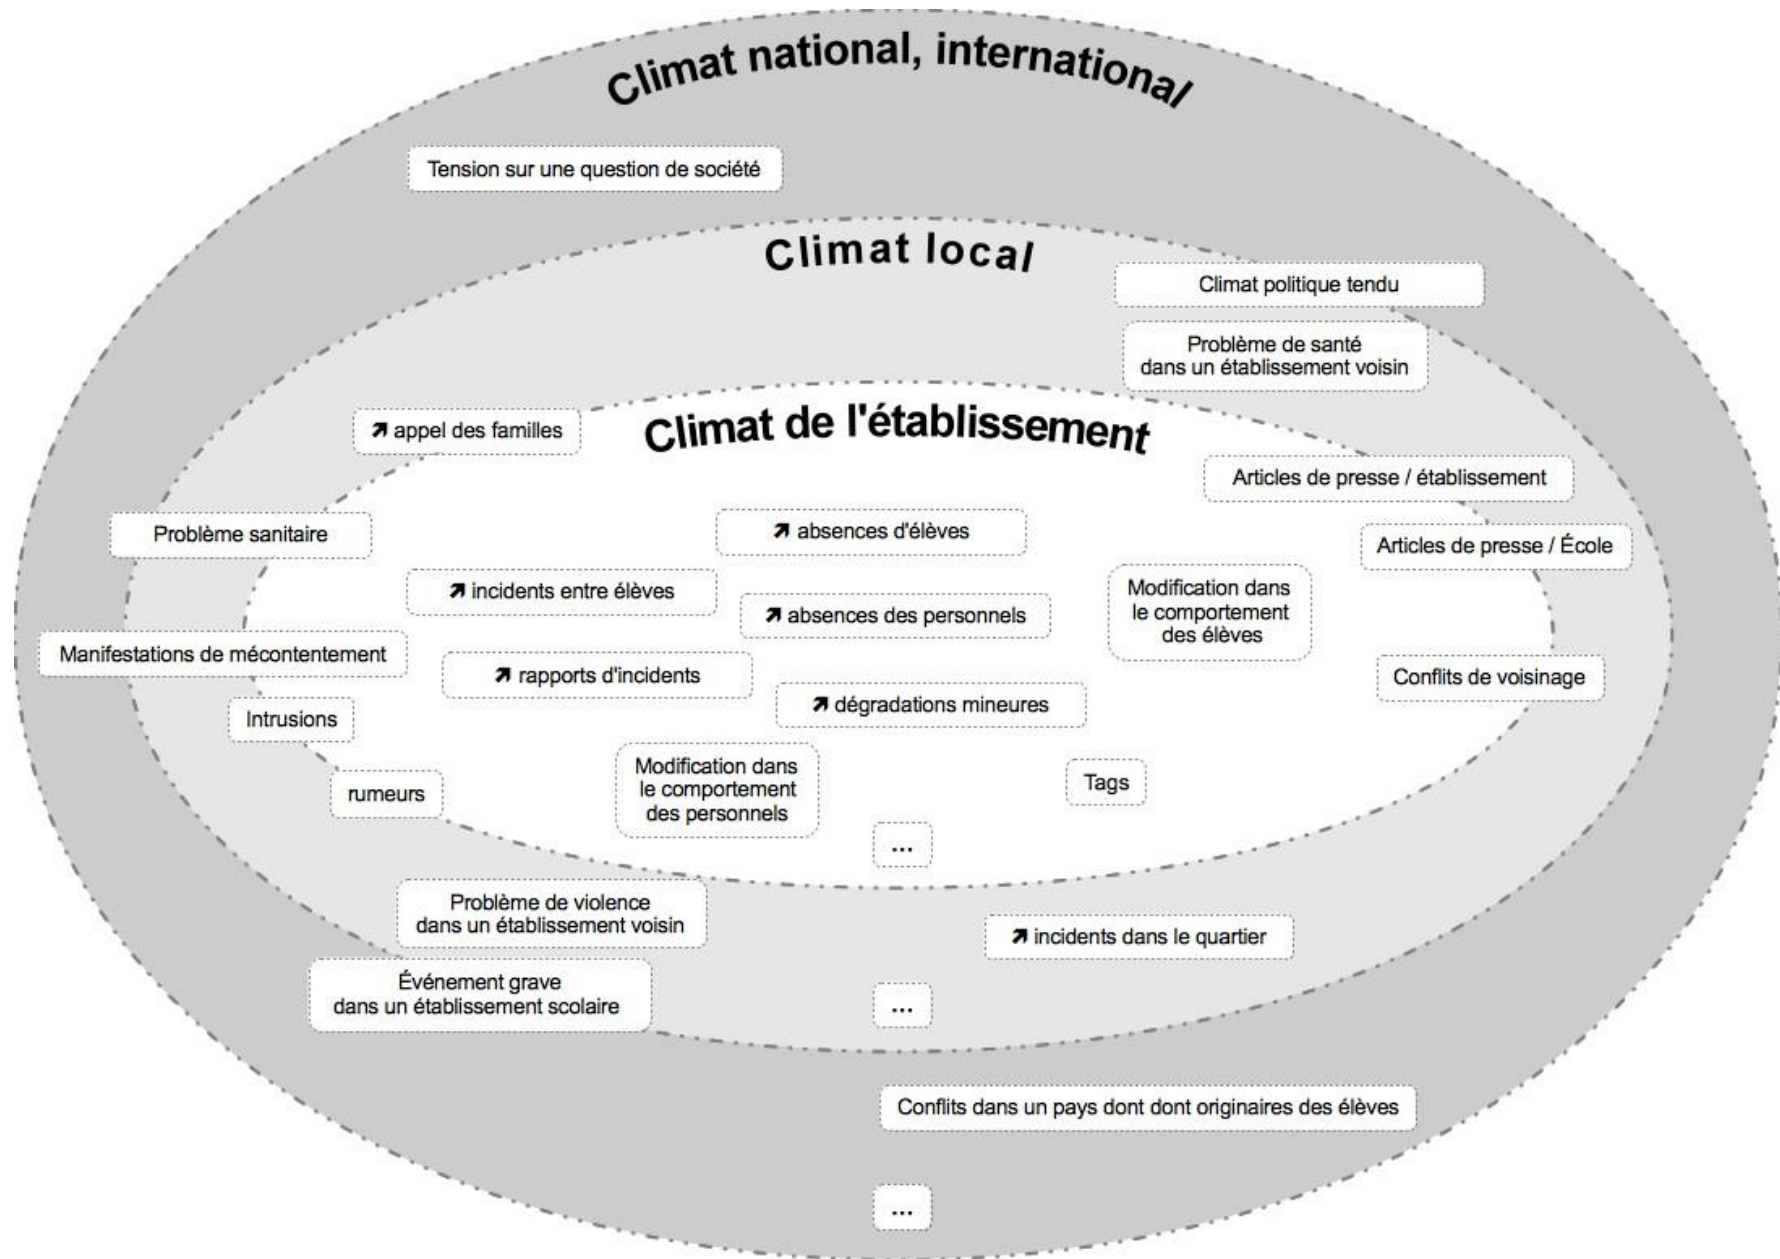 Climat national, international
Tension sur une question de société
Climat local
Climat politique tendu
Problème de santé
dans un établissement voisin
↗ appel des familles
Climat de l'établissement
Articles de presse / établissement
Problème sanitaire
↗ absences d'élèves
Articles de presse / École
↗ incidents entre élèves
↗ absences des personnels
Modification dans
le comportement
des élèves
Manifestations de mécontentement
↗ rapports d'incidents
Conflits de voisinage
Intrusions
↗ dégradations mineures
rumeurs
Modification dans
le comportement
des personnels
Tags
...
Problème de violence
dans un établissement voisin
↗ incidents dans le quartier
Événement grave
dans un établissement scolaire
...
Conflits dans un pays dont dont originaires des élèves
...